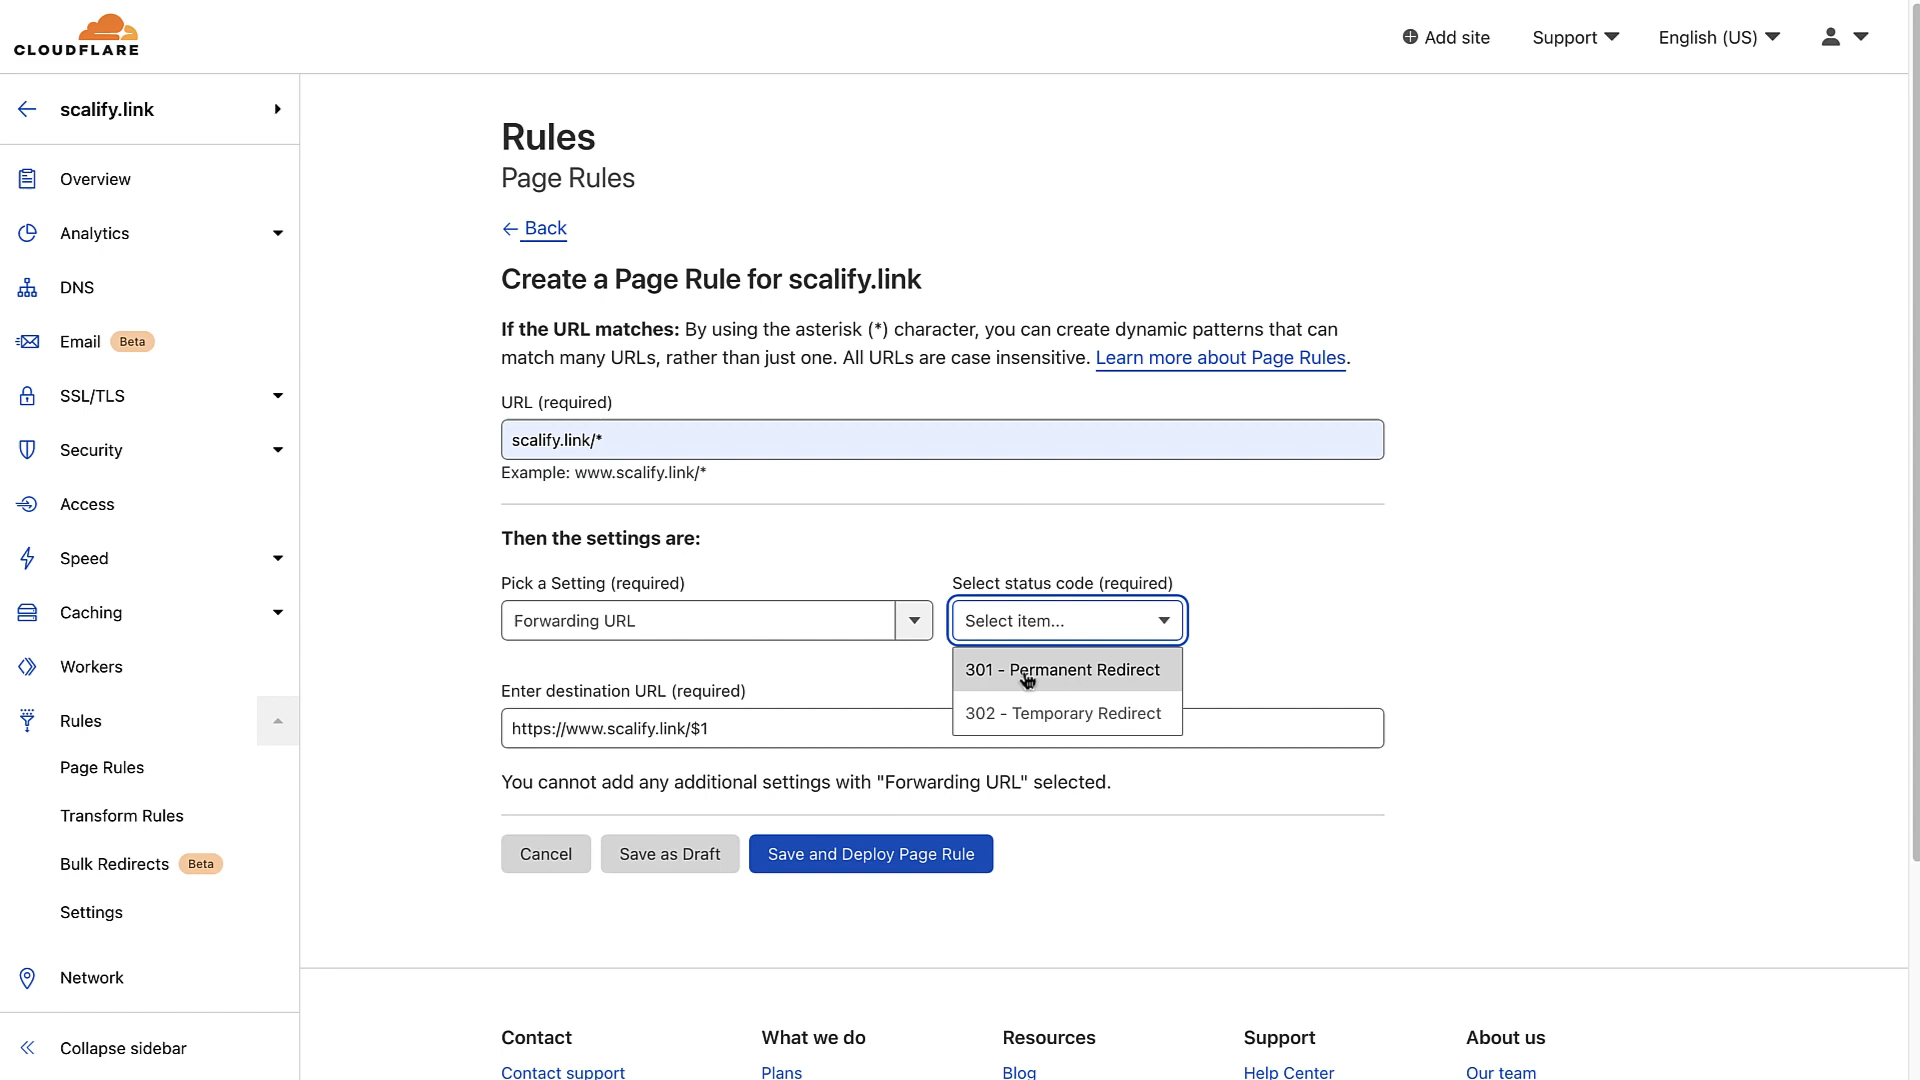 CLOUDFLARE
Add site
Support
English (US)
scalify.link
Overview
Analytics
DNS
Email Beta
SSL/TLS
Security
Access
Speed
Caching
Workers
Rules
Page Rules
Transform Rules
Bulk Redirects Beta
Settings
Network
Collapse sidebar
Rules
Page Rules
← Back
Create a Page Rule for scalify.link
If the URL matches: By using the asterisk (*) character, you can create dynamic patterns that can
match many URLs, rather than just one. All URLs are case insensitive. Learn more about Page Rules.
URL (required)
scalify.link/*
Example: www.scalify.link/*
Then the settings are:
Pick a Setting (required)
Select status code (required)
Forwarding URL
Select item...
301 - Permanent Redirect
302 - Temporary Redirect
Enter destination URL (required)
https://www.scalify.link/$1
You cannot add any additional settings with "Forwarding URL" selected.
Cancel
Save as Draft
Save and Deploy Page Rule
Contact
What we do
Resources
Support
About us
Contact support
Plans
Blog
Help Center
Our team